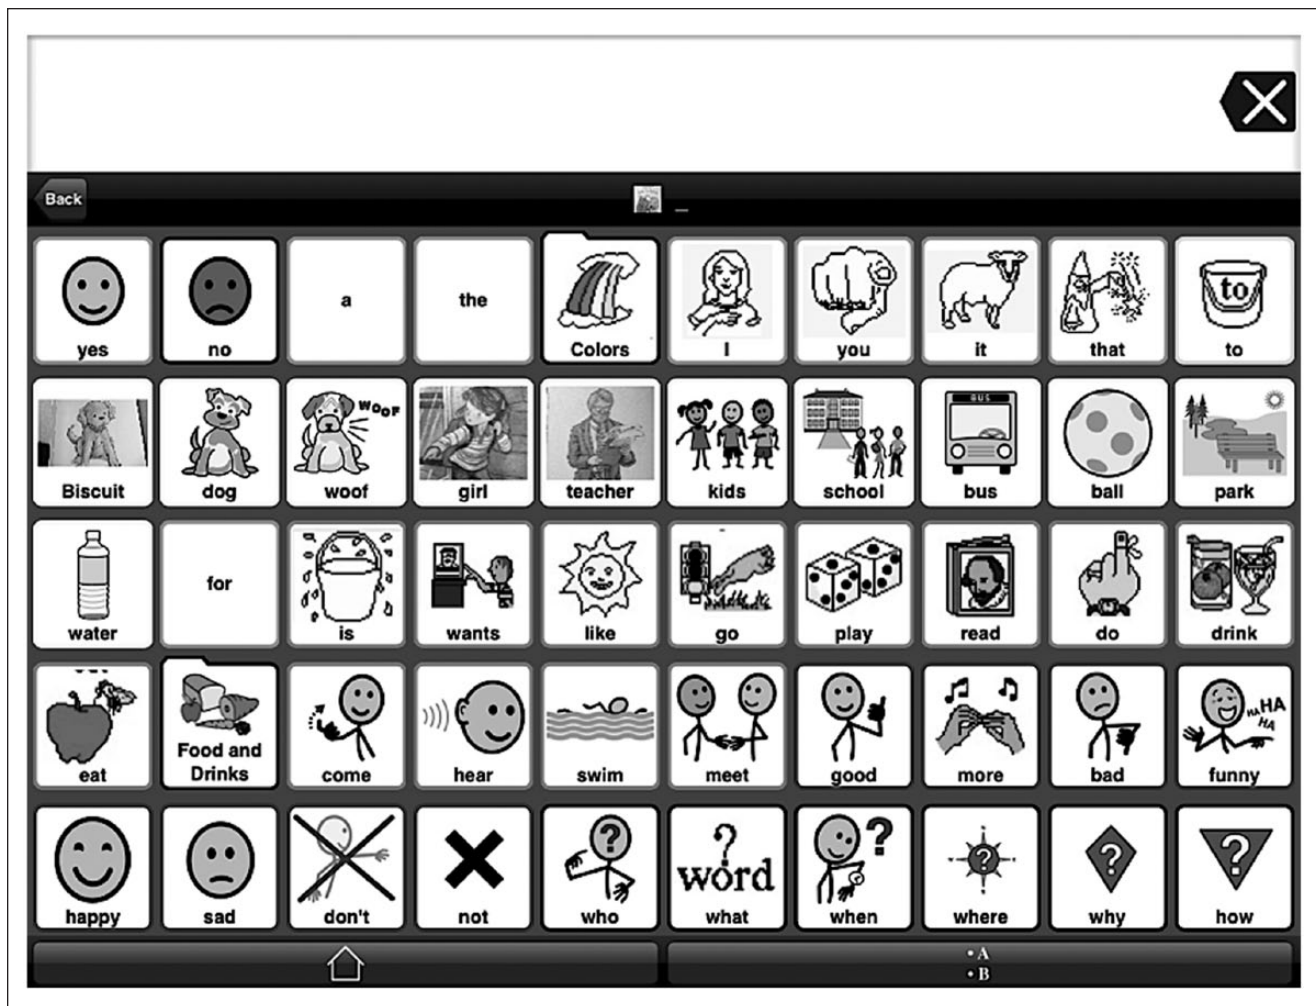 Back
yes no a the Colors I you it that to
to
WOOF
BUS
Biscuit dog woof girl teacher kids school bus ball park
water for is wants like go play read do drink
HA HA
HA
eat Food and Drinks come hear swim meet good more bad funny
? ? ? ? ? ?
word
happy sad don't not who what when where why how
• A
• B